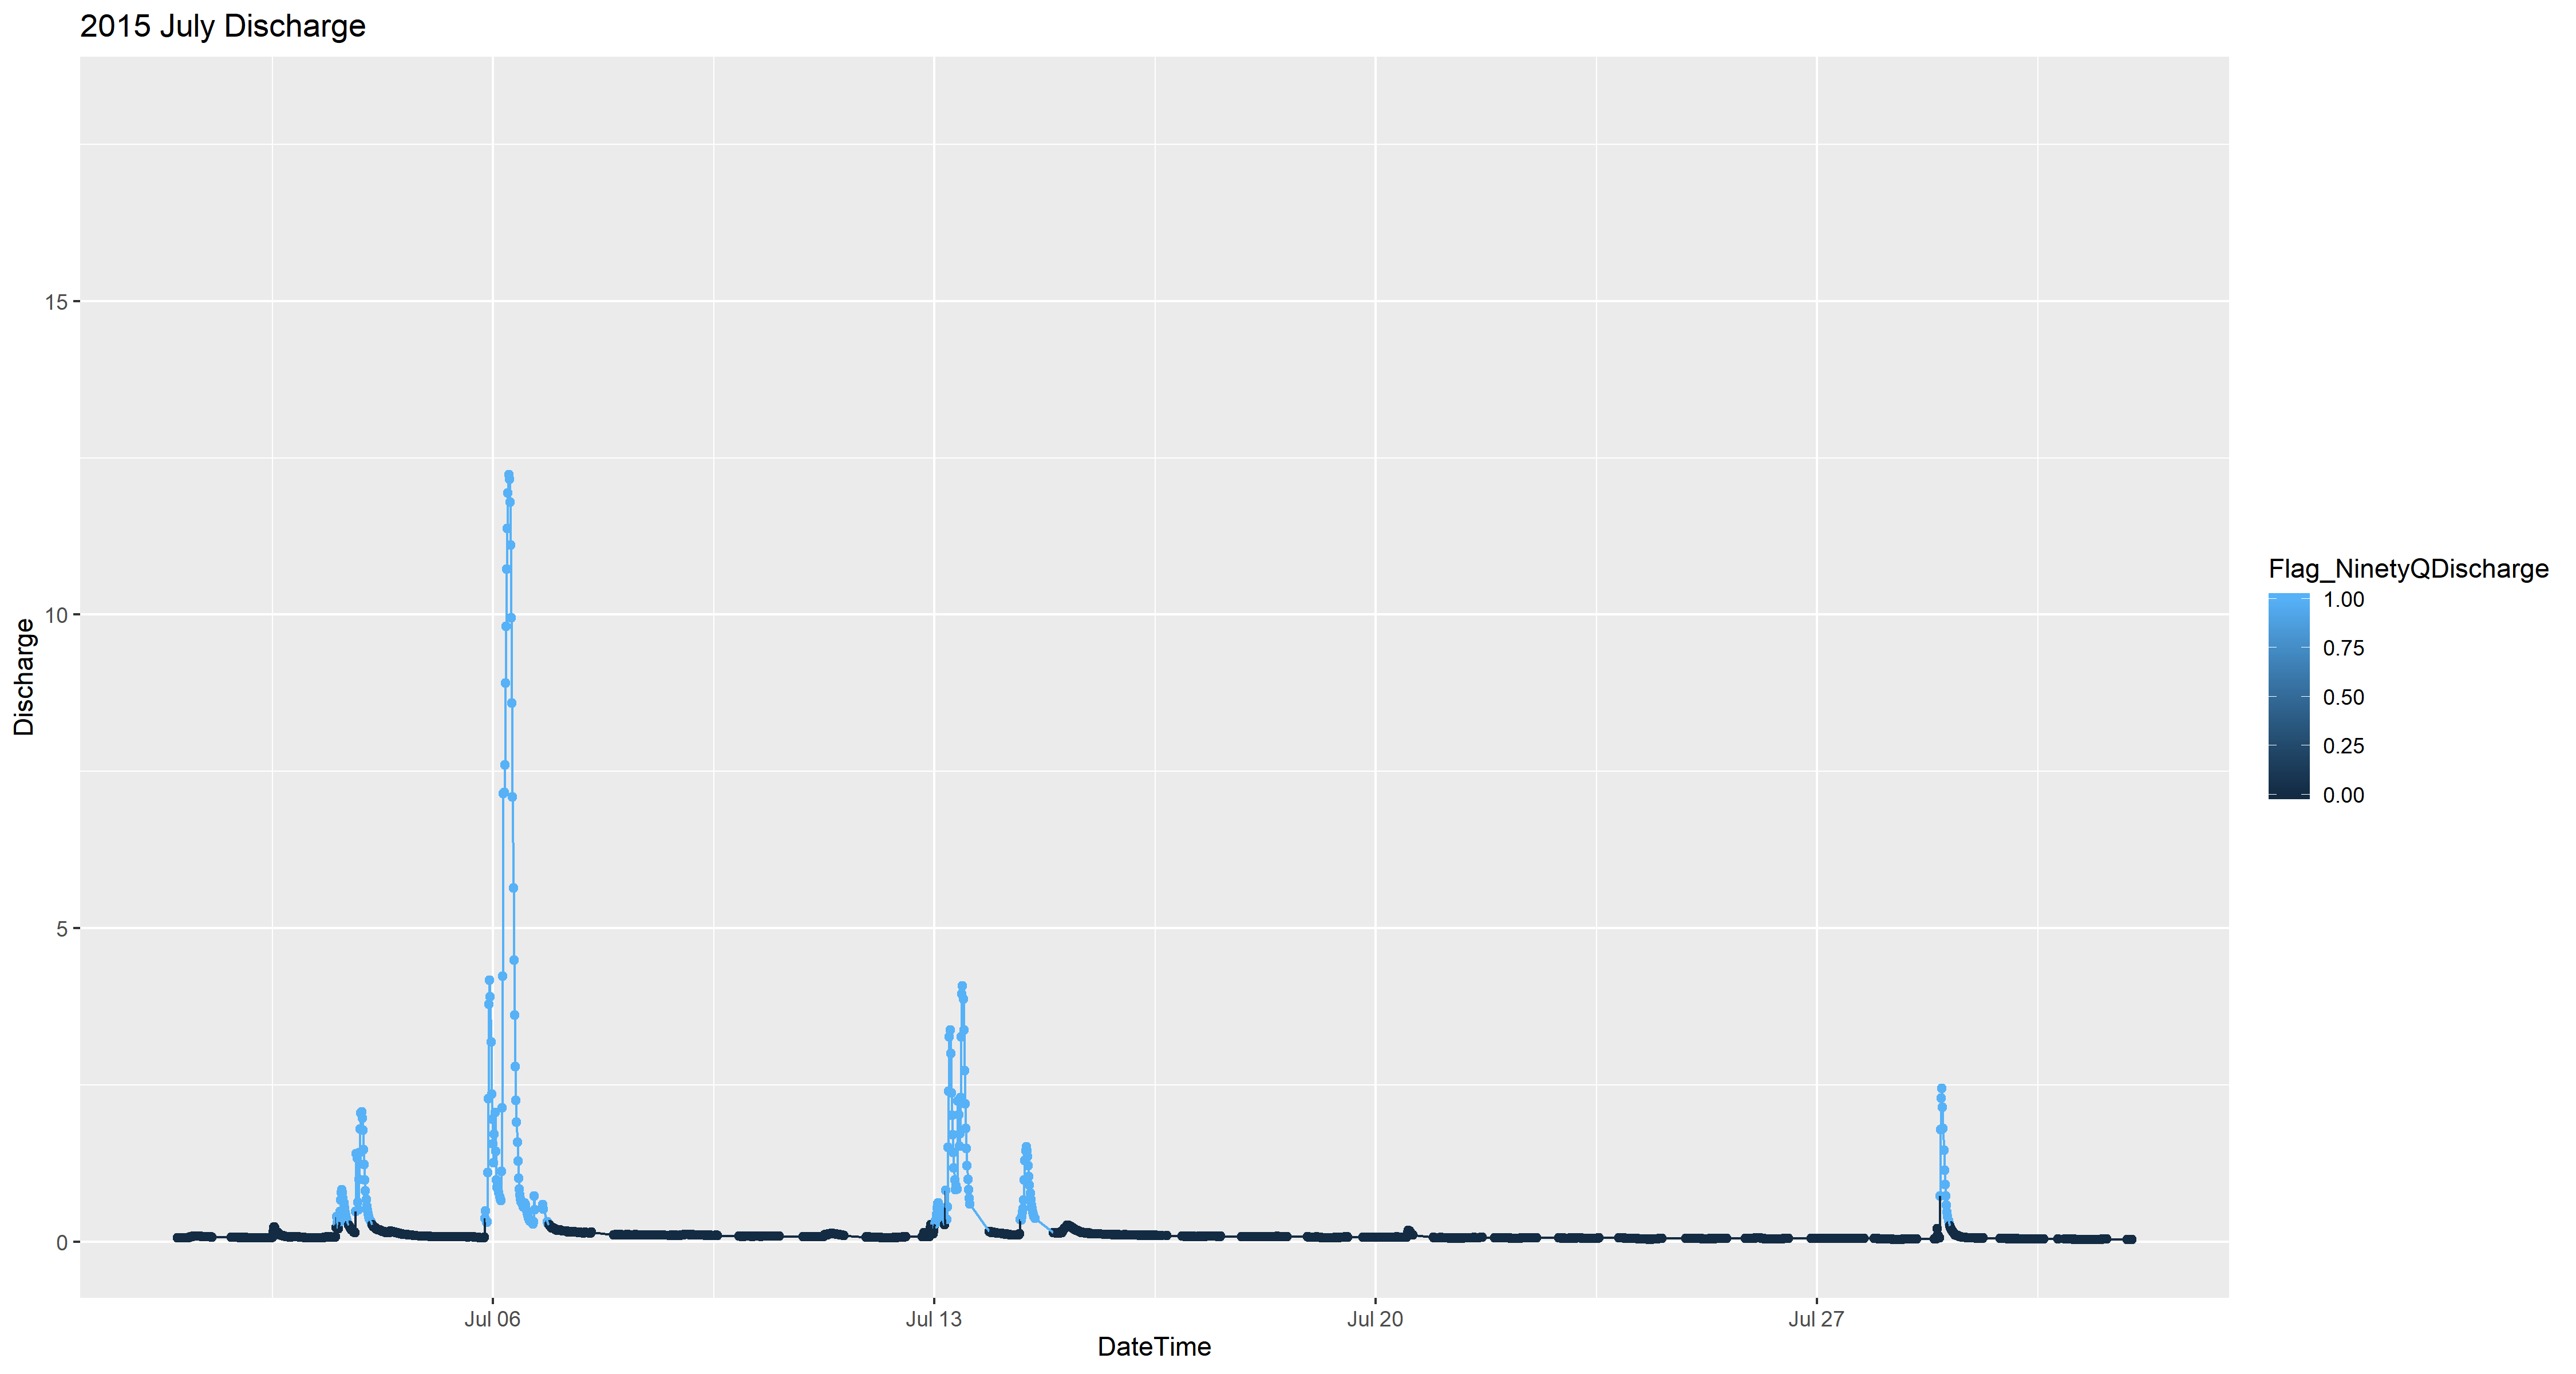 2015 July Discharge
Discharge
15
10
5
0
Jul 06
Jul 13
Jul 20
Jul 27
DateTime
Flag_NinetyQDischarge
1.00
0.75
0.50
0.25
0.00